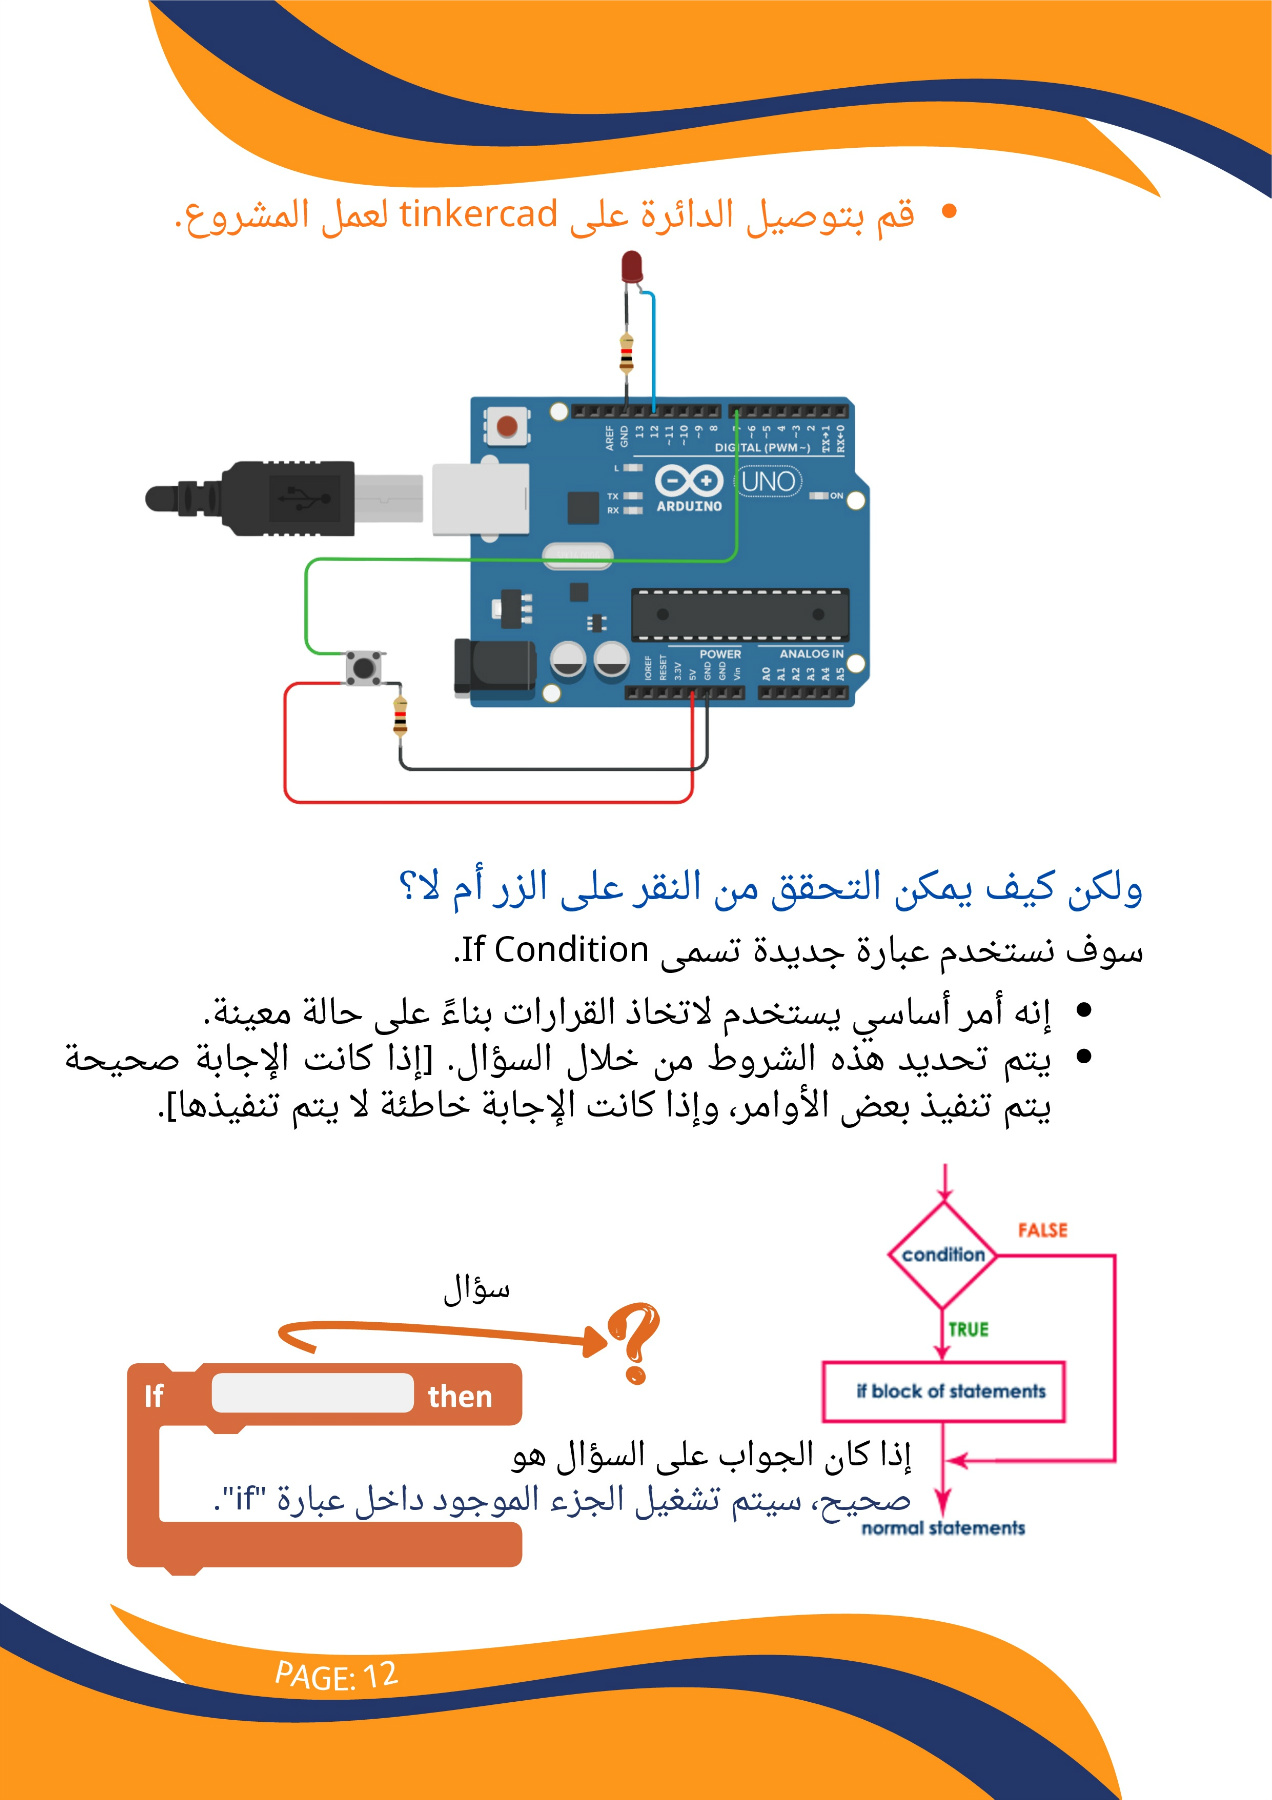 قم بتوصيل الدائرة على tinkercad لعمل المشروع.
AREF
GND
13
12
~11
~10
~9
8
~6
~5
4
~3
2
TX→1
RX←0
DIGITAL (PWM~)
L
TX
RX
ARDUINO
UNO
ON
POWER
ANALOG IN
IOREF
RESET
3.3V
5V
GND
GND
Vin
A0
A1
A2
A3
A4
A5
ولكن كيف يمكن التحقق من النقر على الزر أم لا؟
سوف نستخدم عبارة جديدة تسمى If Condition.
إنه أمر أساسي يستخدم لاتخاذ القرارات بناءً على حالة معينة.
يتم تحديد هذه الشروط من خلال السؤال. [إذا كانت الإجابة صحيحة
يتم تنفيذ بعض الأوامر، وإذا كانت الإجابة خاطئة لا يتم تنفيذها].
condition
FALSE
TRUE
if block of statements
normal statements
سؤال
?
If then
إذا كان الجواب على السؤال هو
صحيح، سيتم تشغيل الجزء الموجود داخل عبارة "if".
PAGE: 12